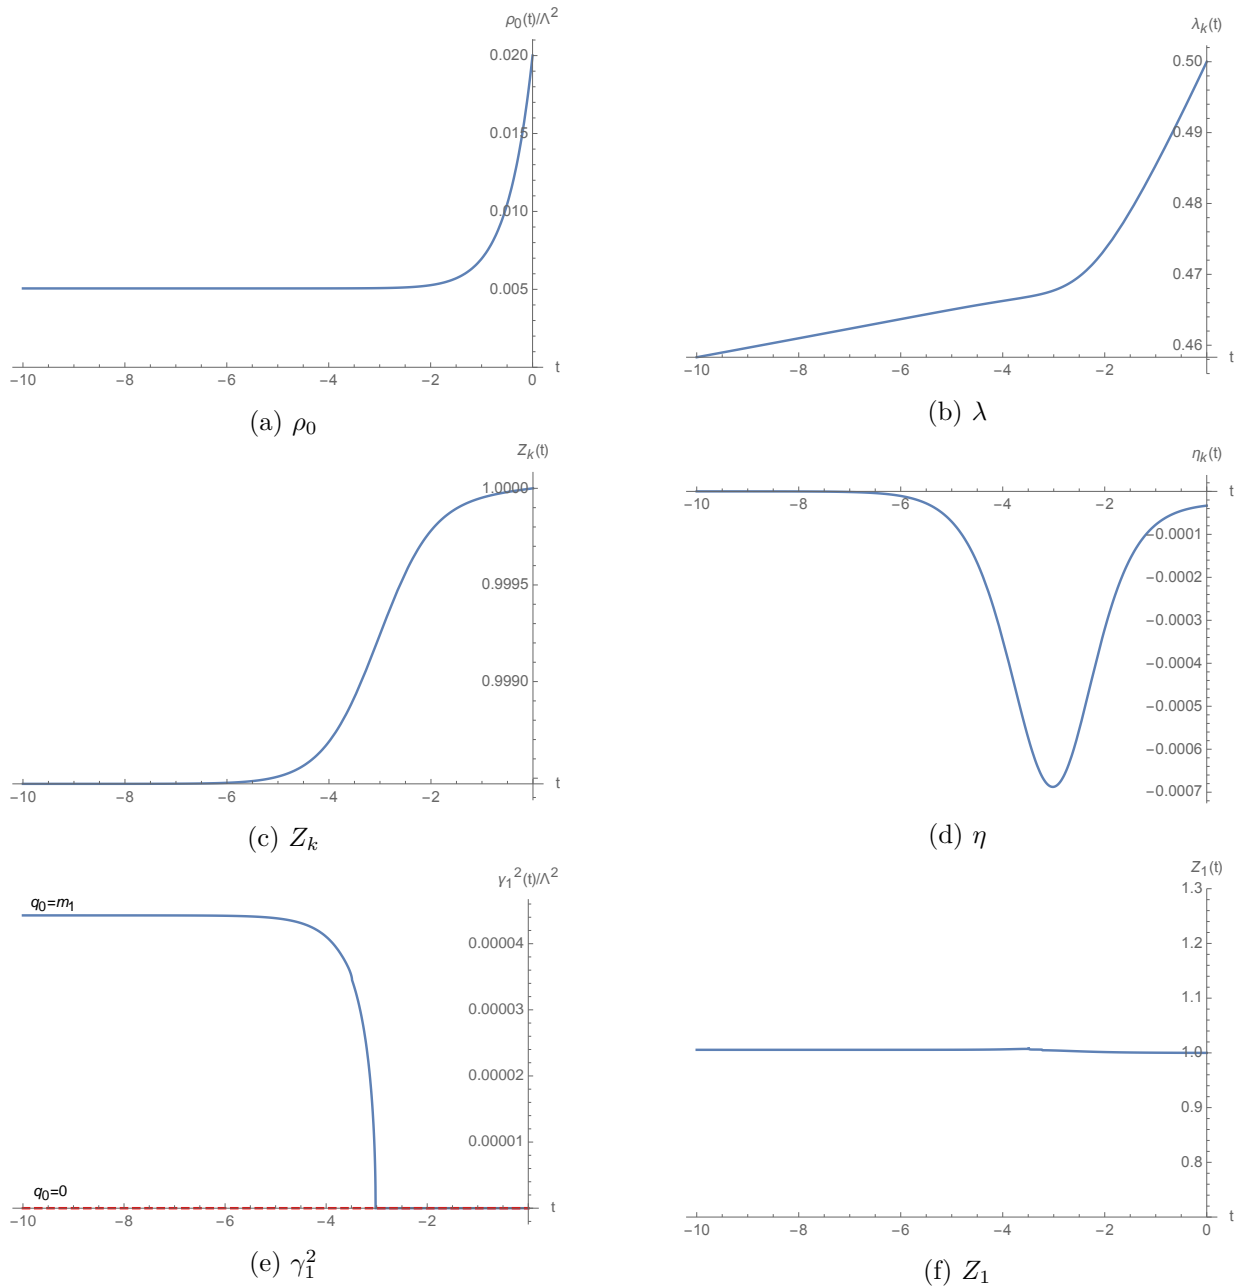 ρ₀(t)/Λ²
0.020
0.015
0.010
0.005
−10 −8 −6 −4 −2 0 t
(a) ρ₀
λₖ(t)
0.50
0.49
0.48
0.47
0.46
−10 −8 −6 −4 −2 0 t
(b) λ
Zₖ(t)
1.0000
0.9995
0.9990
−10 −8 −6 −4 −2 t
(c) Zₖ
ηₖ(t)
−10 −8 −6 −4 −2 t
−0.0001
−0.0002
−0.0003
−0.0004
−0.0005
−0.0006
−0.0007
(d) η
γ₁²(t)/Λ²
q₀=m₁
0.00004
0.00003
0.00002
0.00001
q₀=0
−10 −8 −6 −4 −2 t
(e) γ₁²
Z₁(t)
1.3
1.2
1.1
1.0
0.9
0.8
−10 −8 −6 −4 −2 0 t
(f) Z₁